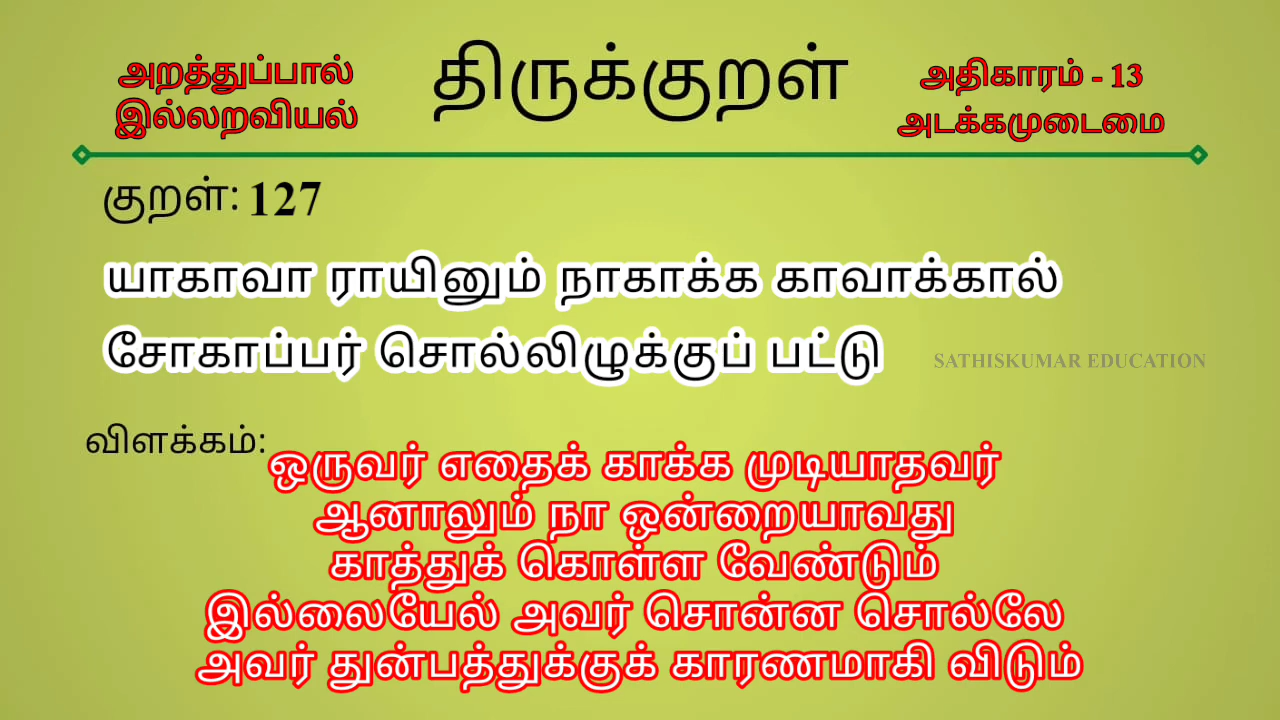 அறத்துப்பால்
இல்லறவியல்
திருக்குறள்
அதிகாரம் - 13
அடக்கமுடைமை
குறள்: 127
யாகாவா ராயினும் நாகாக்க காவாக்கால்
சோகாப்பர் சொல்லிழுக்குப் பட்டு
SATHISKUMAR EDUCATION
விளக்கம்:
ஒருவர் எதைக் காக்க முடியாதவர்
ஆனாலும் நா ஒன்றையாவது
காத்துக் கொள்ள வேண்டும்
இல்லையேல் அவர் சொன்ன சொல்லே
அவர் துன்பத்துக்குக் காரணமாகி விடும்